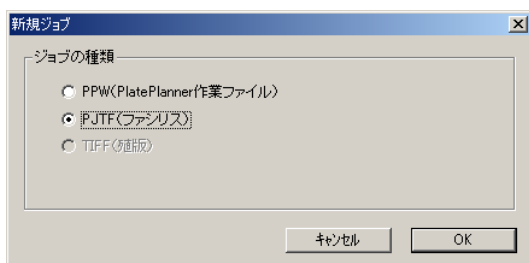 新規ジョブ
ジョブの種類
PPW(PlatePlanner作業ファイル)
PJTF(ファシリス)
TIFF(殖版)
キャンセル
OK